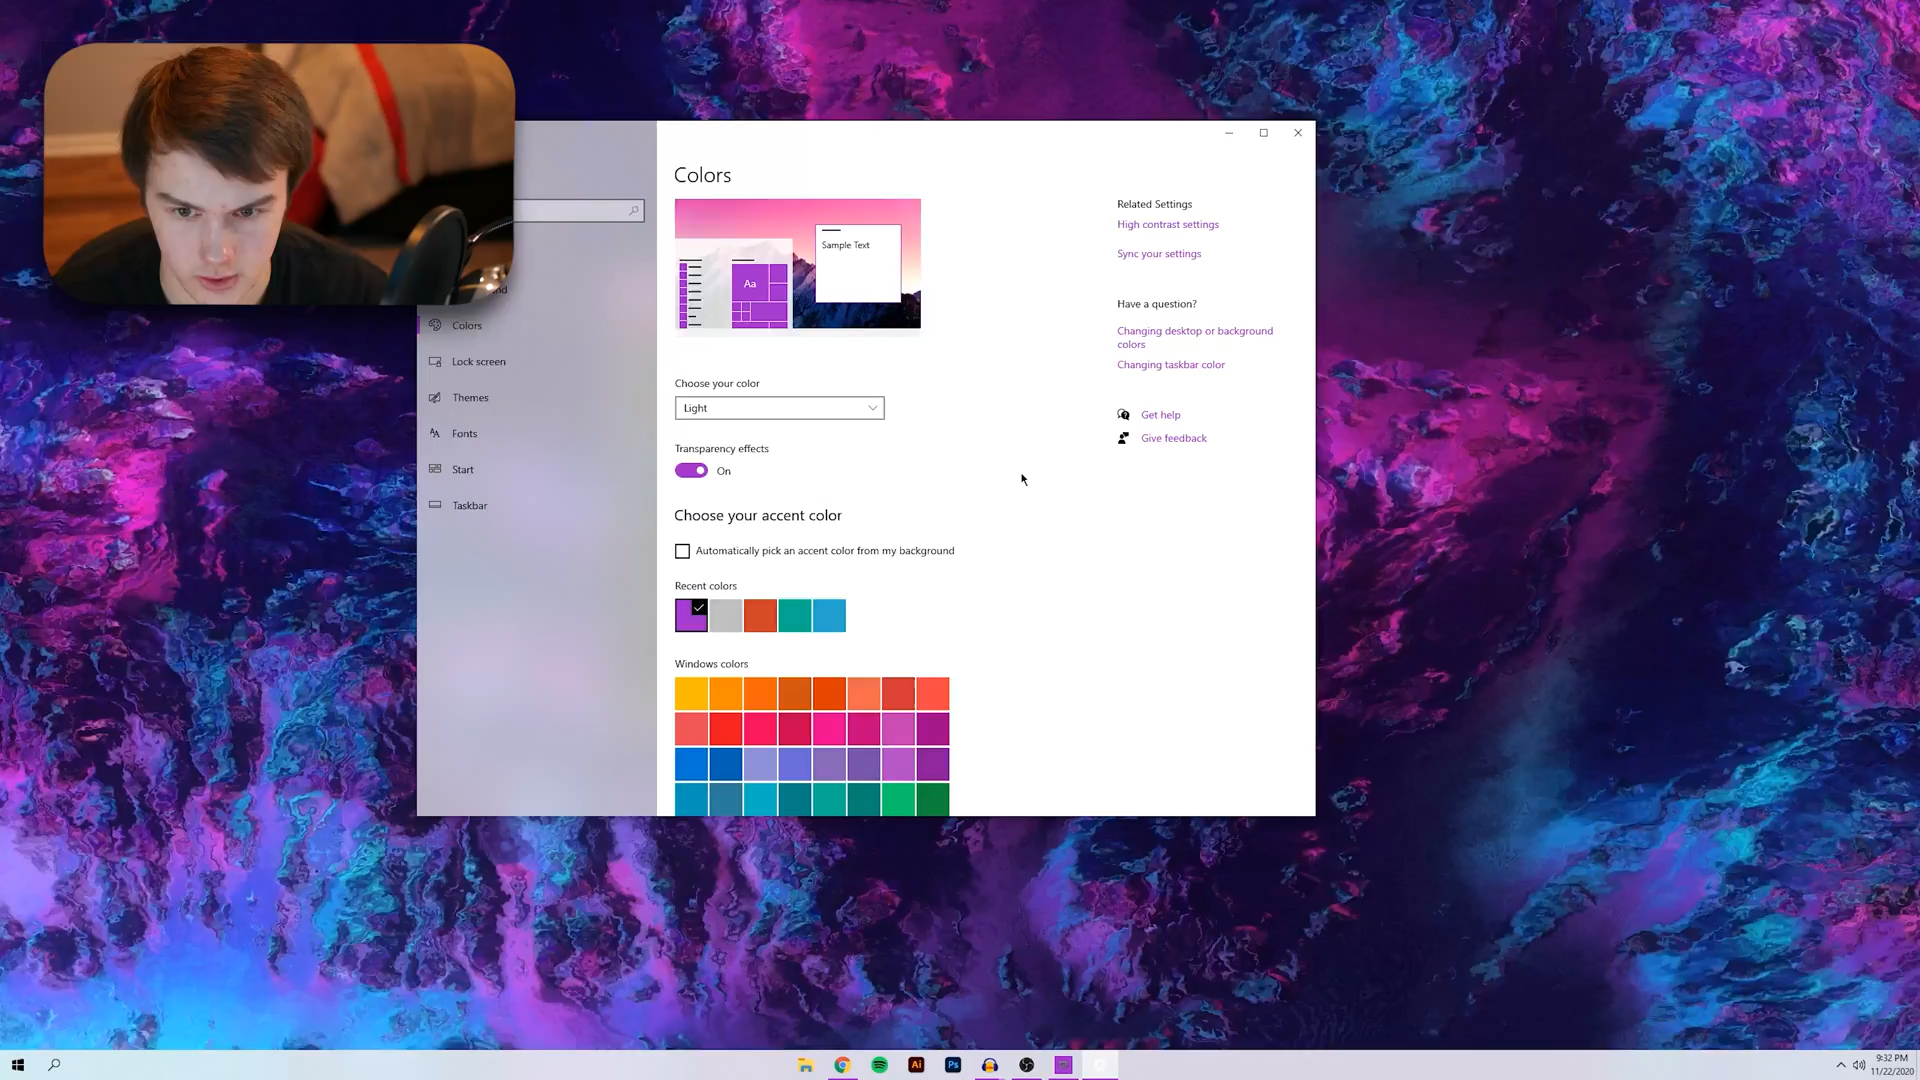 Colors
Sample Text
Aa
Choose your color
Light
Transparency effects
On
Choose your accent color
Automatically pick an accent color from my background
Recent colors
Windows colors
Related Settings
High contrast settings
Sync your settings
Have a question?
Changing desktop or background
colors
Changing taskbar color
Get help
Give feedback
Colors
Lock screen
Themes
Fonts
Start
Taskbar
Ai
Ps
9:32 PM
11/22/2020